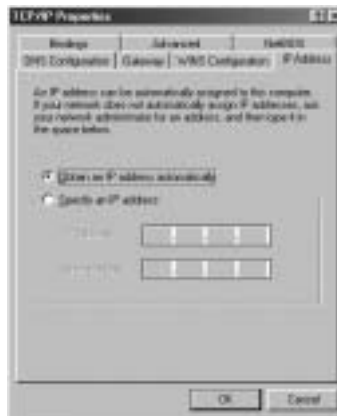 TCP/IP Properties
Bindings Advanced NetBIOS
DNS Configuration Gateway WINS Configuration IP Address
An IP address can be automatically assigned to this computer.
If your network does not automatically assign IP addresses, ask
your network administrator for an address, and then type it in
the space below.
Obtain an IP address automatically
Specify an IP address:
OK Cancel